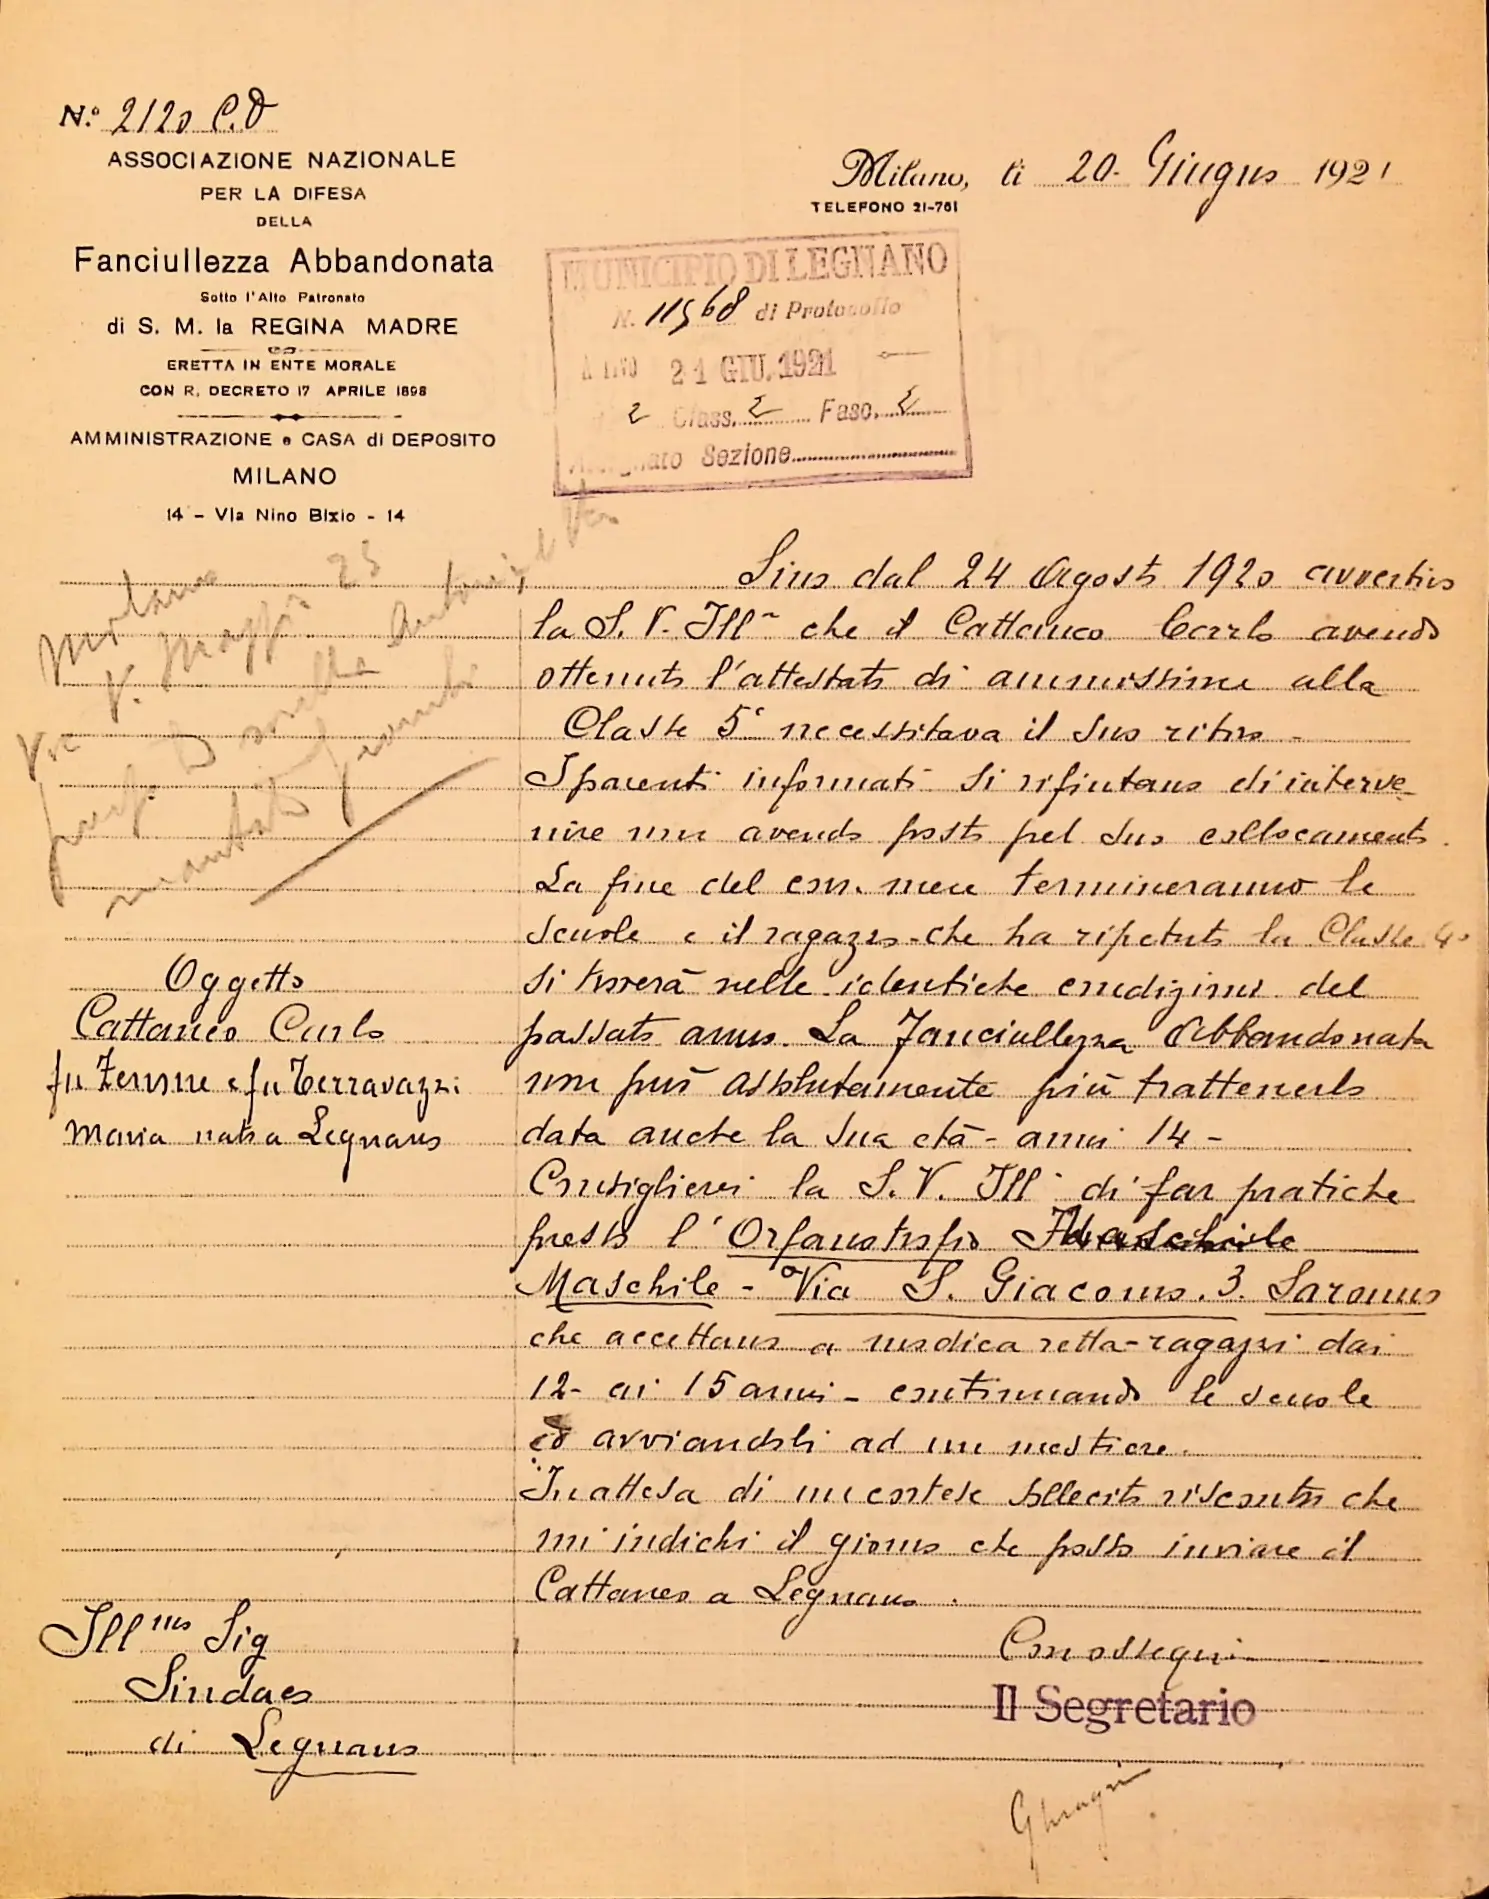 N.º 2120 C.D
ASSOCIAZIONE NAZIONALE
PER LA DIFESA
DELLA
Fanciullezza Abbandonata
Sotto l'Alto Patronato
di S. M. la REGINA MADRE
ERETTA IN ENTE MORALE
CON R. DECRETO 17 APRILE 1898
AMMINISTRAZIONE e CASA di DEPOSITO
MILANO
14 - Via Nino Bixio - 14
Milano, li 20. Giugno 1921
TELEFONO 21-761
MUNICIPIO DI LEGNANO
N. 11568 di Protocollo
21 GIU. 1921
2 Class. 2 Fasc. 2
Sezione
V. 23
sorella
Oggetto
Cattaneo Carlo
fu Zenone e fu Terravazzi
Maria nato a Legnano
Sino dal 24 Agosto 1920 avvertivo
la S. V. Ill che il Cattaneo Carlo avendo
ottenuto l'attestato di ammissione alla
Classe 5ª necessitava il suo ritiro -
I parenti informati si rifiutano di interve-
nire non avendo posto pel suo collocamento.
La fine del corr. mese termineranno le
scuole e il ragazzo che ha ripetuto la Classe 4ª
si troverà nelle identiche condizioni del
passato anno. La Fanciullezza Abbandonata
non può assolutamente più trattenerlo
data anche la sua età - anni 14 -
Consiglierei la S. V. Ill di far pratiche
presso l'Orfanotrofio
Maschile - Via S. Giacomo. 3. Saronno
che accettano a modica retta - ragazzi dai
12 - ai 15 anni - continuando le scuole
ed avviandoli ad un mestiere.
In attesa di un cortese sollecito riscontro che
mi indichi il giorno che posso inviare il
Cattaneo a Legnano.
Con ossequi
Il Segretario
Illmo Sig
Sindaco
di Legnano